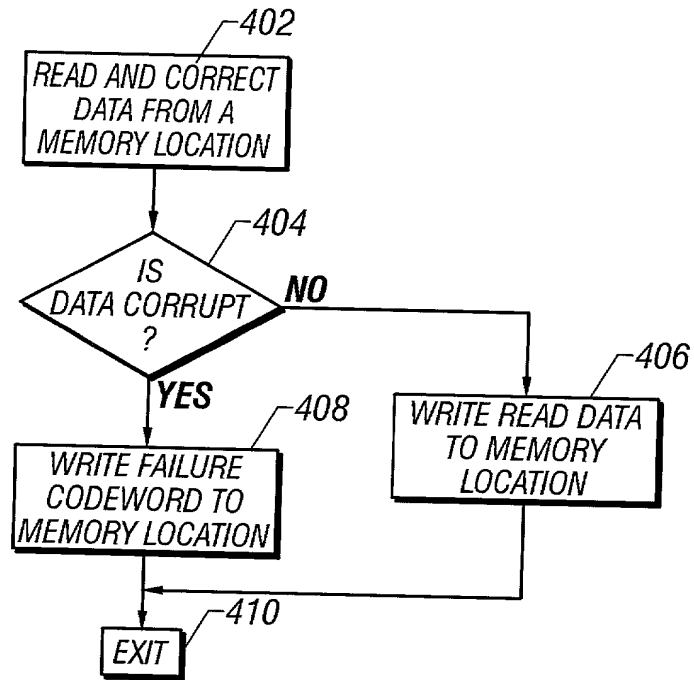 402
READ AND CORRECT
DATA FROM A
MEMORY LOCATION
404
IS
DATA CORRUPT
?
NO
YES
406
WRITE READ DATA
TO MEMORY
LOCATION
408
WRITE FAILURE
CODEWORD TO
MEMORY LOCATION
410
EXIT